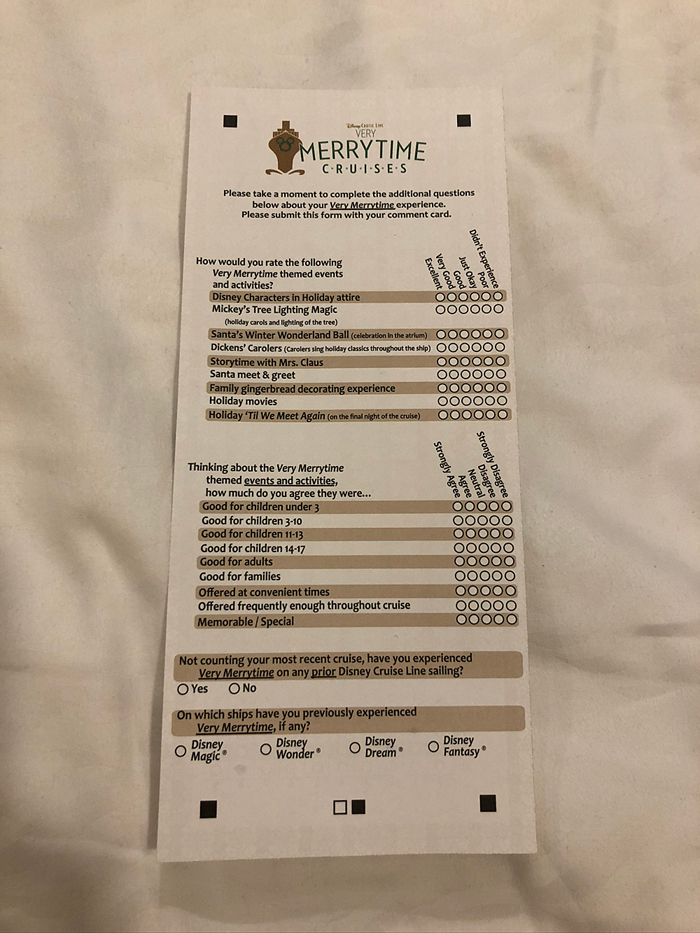 Disney Cruise Line
VERY
MERRYTIME
C·R·U·I·S·E·S
Please take a moment to complete the additional questions
below about your Very Merrytime experience.
Please submit this form with your comment card.
How would you rate the following
Very Merrytime themed events
and activities?
Excellent
Very Good
Good
Just Okay
Poor
Didn't Experience
Disney Characters in Holiday attire
Mickey's Tree Lighting Magic
(holiday carols and lighting of the tree)
Santa's Winter Wonderland Ball (celebration in the atrium)
Dickens' Carolers (Carolers sing holiday classics throughout the ship)
Storytime with Mrs. Claus
Santa meet & greet
Family gingerbread decorating experience
Holiday movies
Holiday 'Til We Meet Again (on the final night of the cruise)
Thinking about the Very Merrytime
themed events and activities,
how much do you agree they were...
Strongly Agree
Agree
Neutral
Disagree
Strongly Disagree
Good for children under 3
Good for children 3-10
Good for children 11-13
Good for children 14-17
Good for adults
Good for families
Offered at convenient times
Offered frequently enough throughout cruise
Memorable / Special
Not counting your most recent cruise, have you experienced
Very Merrytime on any prior Disney Cruise Line sailing?
Yes No
On which ships have you previously experienced
Very Merrytime, if any?
Disney Magic®
Disney Wonder®
Disney Dream®
Disney Fantasy®